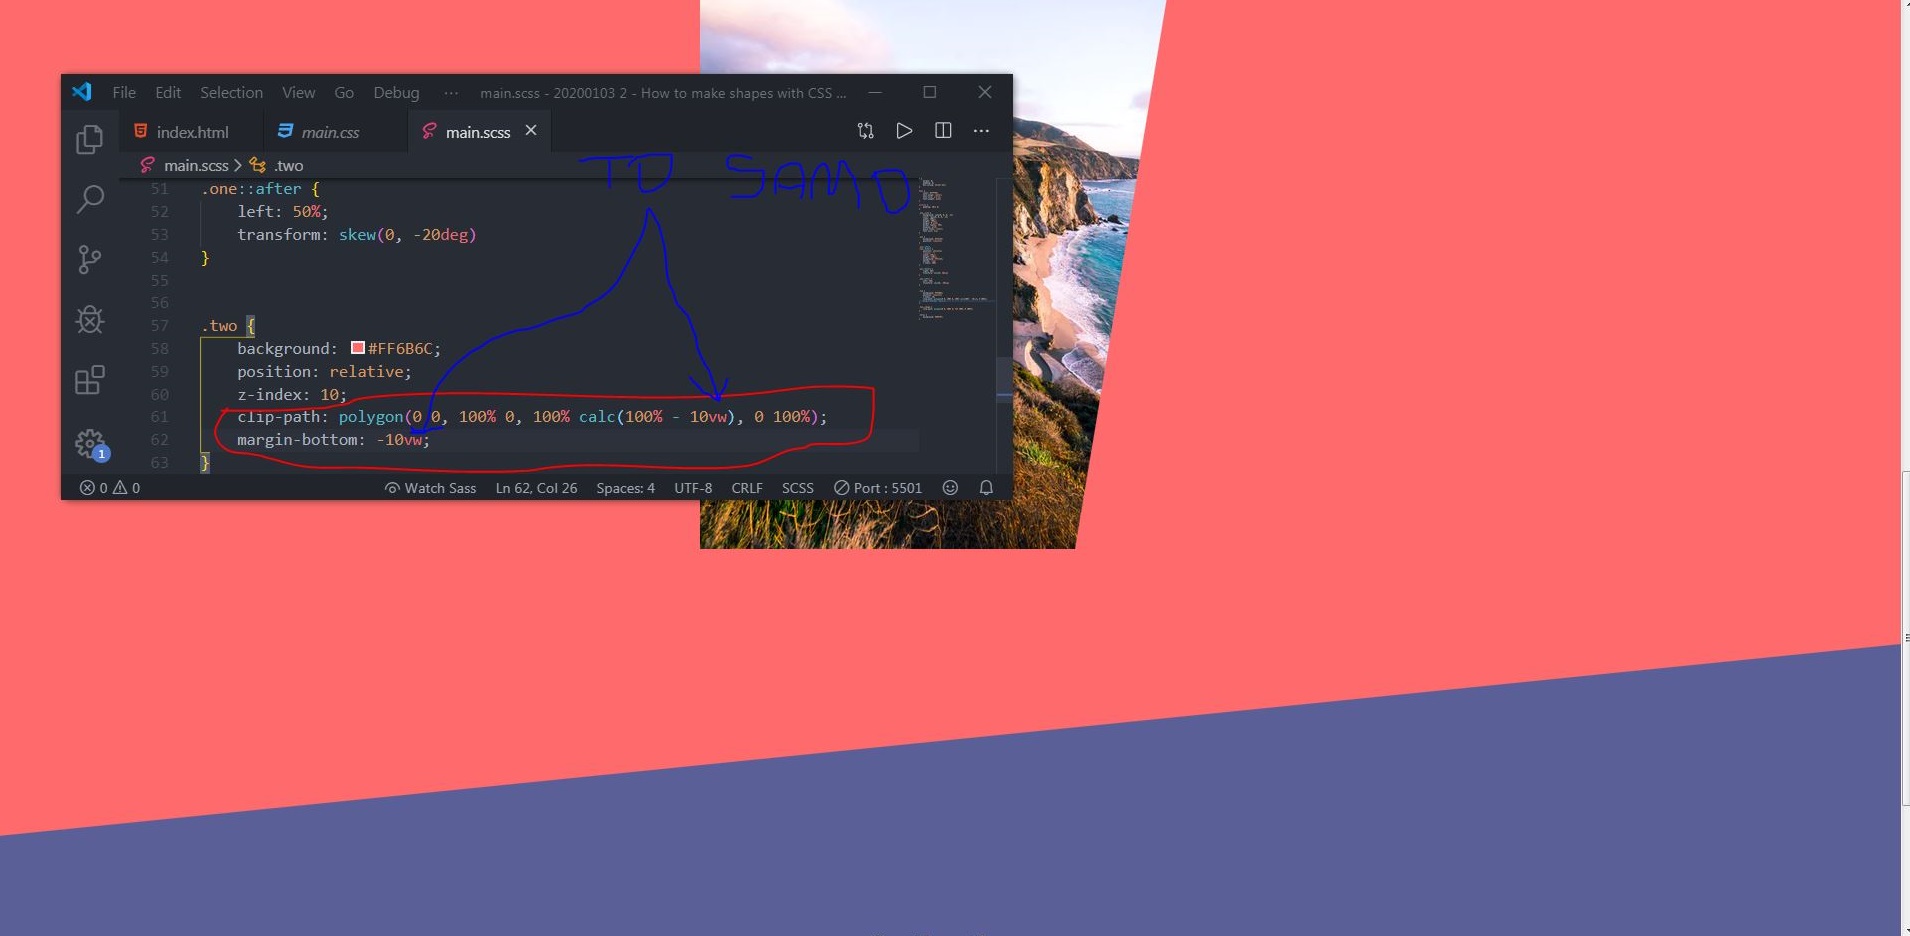 File Edit Selection View Go Debug ··· main.scss - 20200103 2 - How to make shapes with CSS ...
index.html main.css main.scss
main.scss > .two
TO SAMO
51 .one::after {
52 left: 50%;
53 transform: skew(0, -20deg)
54 }
55
56
57 .two {
58 background: #FF6B6C;
59 position: relative;
60 z-index: 10;
61 clip-path: polygon(0 0, 100% 0, 100% calc(100% - 10vw), 0 100%);
62 margin-bottom: -10vw;
63 }
1
0 0 Watch Sass Ln 62, Col 26 Spaces: 4 UTF-8 CRLF SCSS Port : 5501